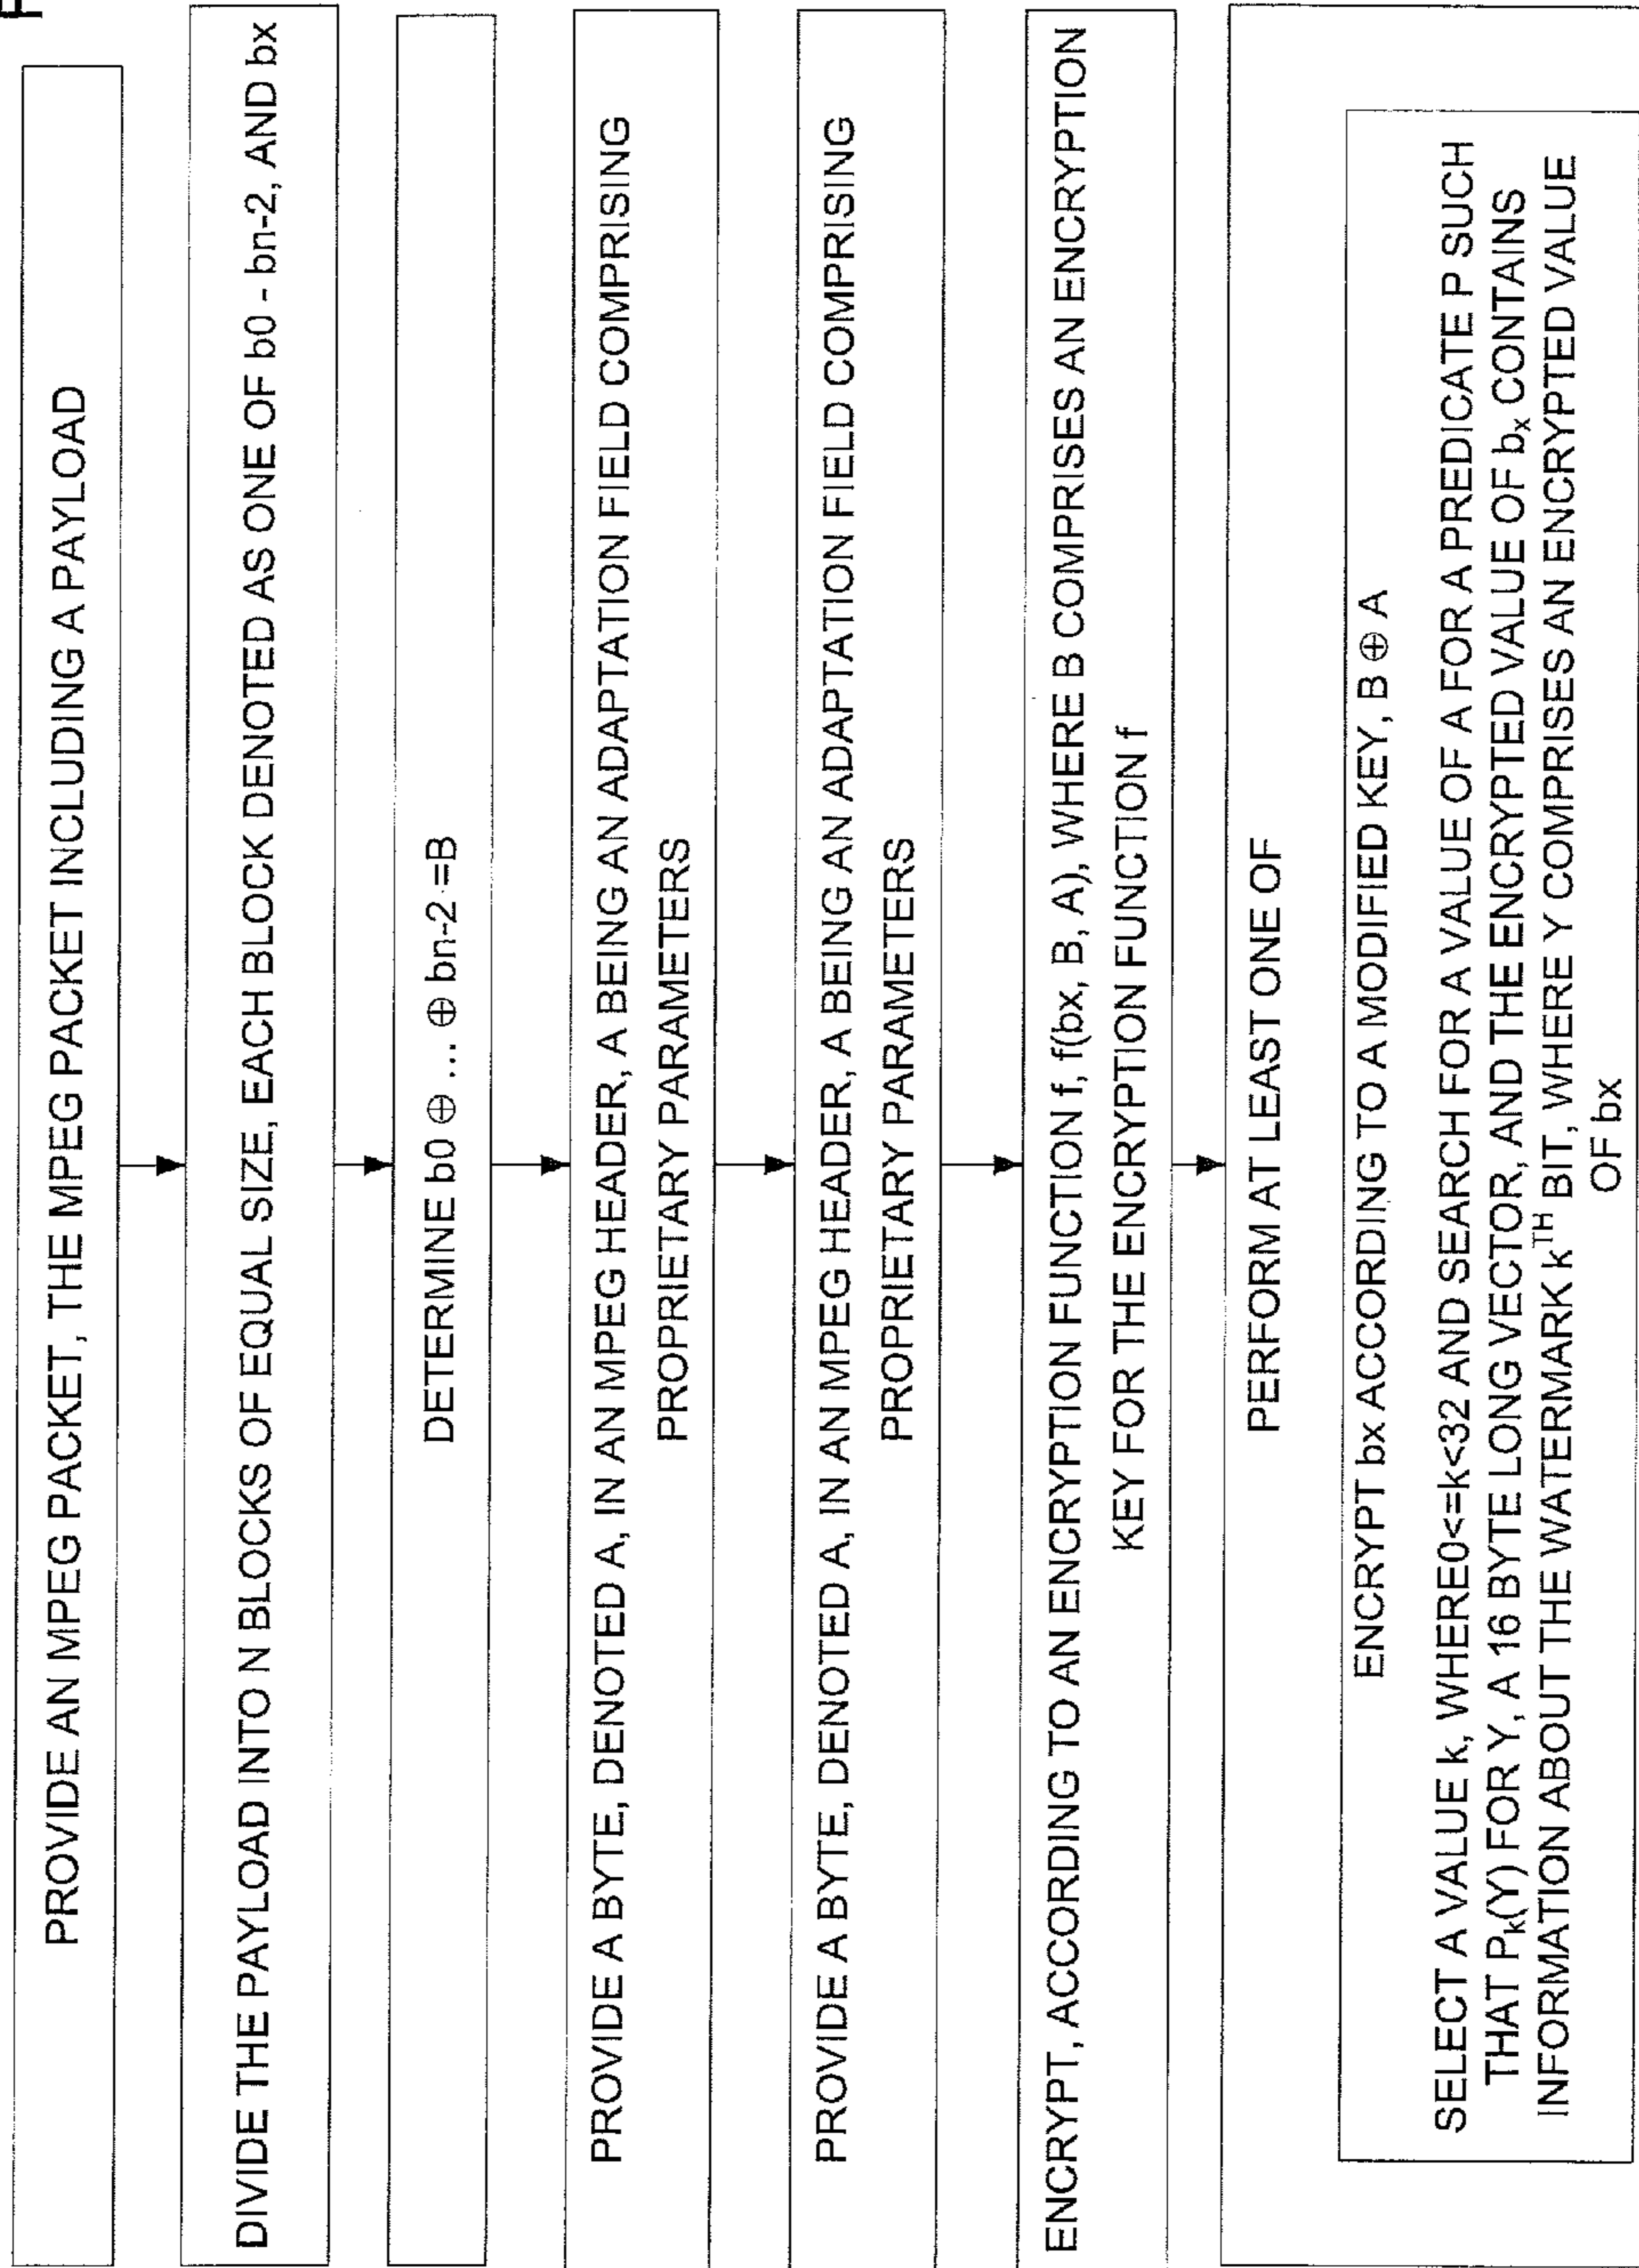 PROVIDE AN MPEG PACKET, THE MPEG PACKET INCLUDING A PAYLOAD
DIVIDE THE PAYLOAD INTO N BLOCKS OF EQUAL SIZE, EACH BLOCK DENOTED AS ONE OF b0 - bn-2, AND bx
DETERMINE b0 ⊕ ... ⊕ bn-2 =B
PROVIDE A BYTE, DENOTED A, IN AN MPEG HEADER, A BEING AN ADAPTATION FIELD COMPRISING
PROPRIETARY PARAMETERS
PROVIDE A BYTE, DENOTED A, IN AN MPEG HEADER, A BEING AN ADAPTATION FIELD COMPRISING
PROPRIETARY PARAMETERS
ENCRYPT, ACCORDING TO AN ENCRYPTION FUNCTION f, f(bx, B, A), WHERE B COMPRISES AN ENCRYPTION
KEY FOR THE ENCRYPTION FUNCTION f
PERFORM AT LEAST ONE OF
ENCRYPT bx ACCORDING TO A MODIFIED KEY, B ⊕ A
SELECT A VALUE k, WHERE0<=k<32 AND SEARCH FOR A VALUE OF A FOR A PREDICATE P SUCH
THAT Pk(Y) FOR Y, A 16 BYTE LONG VECTOR, AND THE ENCRYPTED VALUE OF bx CONTAINS
INFORMATION ABOUT THE WATERMARK kTH BIT, WHERE Y COMPRISES AN ENCRYPTED VALUE
OF bx